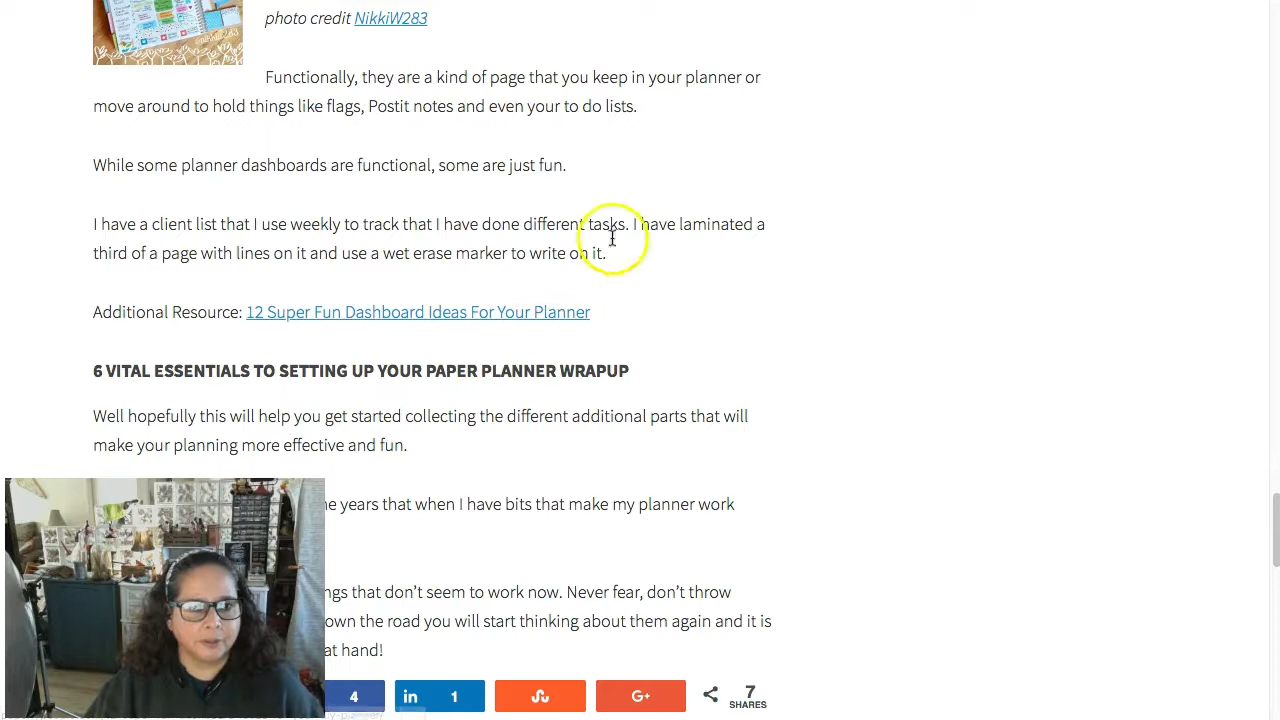 photo credit NikkiW283
Functionally, they are a kind of page that you keep in your planner or
move around to hold things like flags, Postit notes and even your to do lists.
While some planner dashboards are functional, some are just fun.
I have a client list that I use weekly to track that I have done different tasks. I have laminated a
third of a page with lines on it and use a wet erase marker to write on it.
Additional Resource: 12 Super Fun Dashboard Ideas For Your Planner
6 VITAL ESSENTIALS TO SETTING UP YOUR PAPER PLANNER WRAPUP
Well hopefully this will help you get started collecting the different additional parts that will
make your planning more effective and fun.
years that when I have bits that make my planner work
that don’t seem to work now. Never fear, don’t throw
down the road you will start thinking about them again and it is
at hand!
4
in 1
G+
7
SHARES